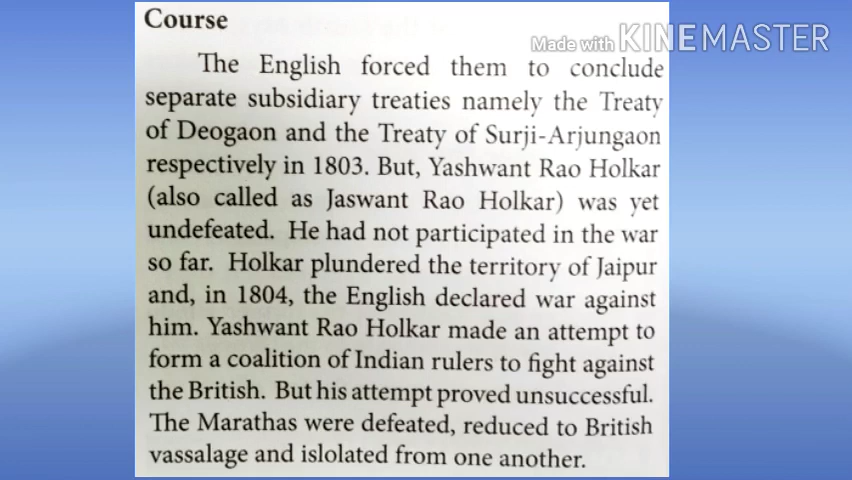 Course
Made with KINEMASTER
The English forced them to conclude
separate subsidiary treaties namely the Treaty
of Deogaon and the Treaty of Surji-Arjungaon
respectively in 1803. But, Yashwant Rao Holkar
(also called as Jaswant Rao Holkar) was yet
undefeated. He had not participated in the war
so far. Holkar plundered the territory of Jaipur
and, in 1804, the English declared war against
him. Yashwant Rao Holkar made an attempt to
form a coalition of Indian rulers to fight against
the British. But his attempt proved unsuccessful.
The Marathas were defeated, reduced to British
vassalage and islolated from one another.